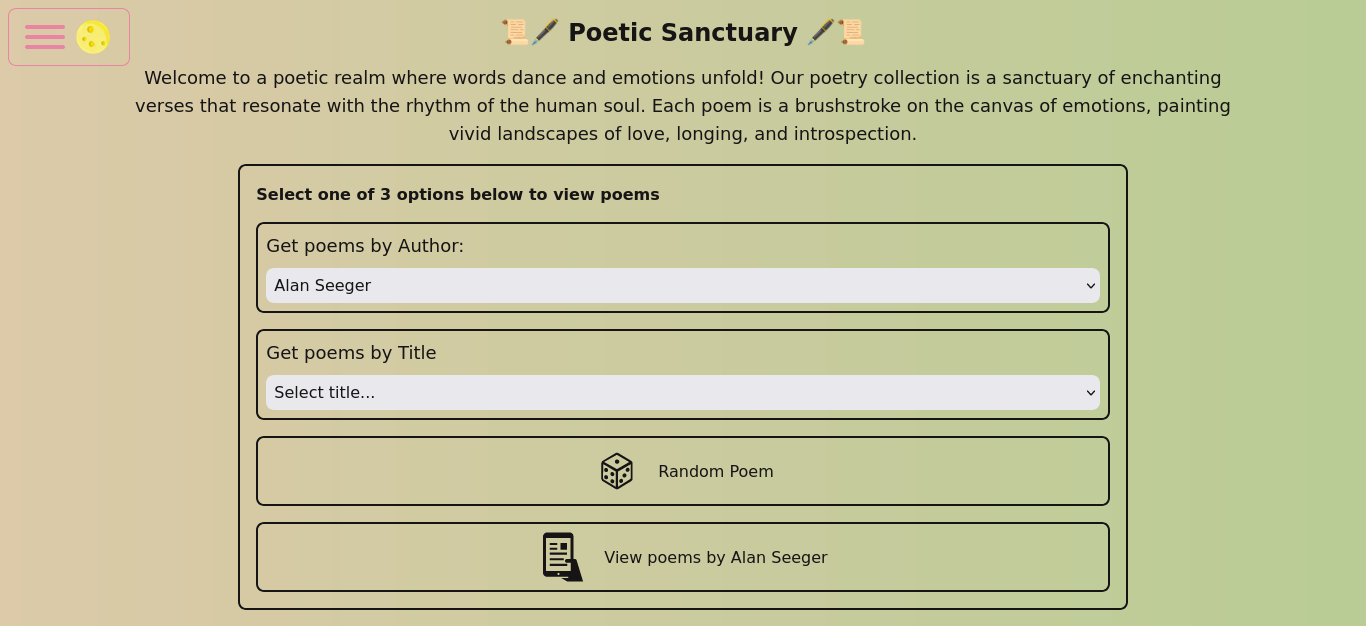 📜🖋️ Poetic Sanctuary 🖋️📜
Welcome to a poetic realm where words dance and emotions unfold! Our poetry collection is a sanctuary of enchanting
verses that resonate with the rhythm of the human soul. Each poem is a brushstroke on the canvas of emotions, painting
vivid landscapes of love, longing, and introspection.
Select one of 3 options below to view poems
Get poems by Author:
Alan Seeger
Get poems by Title
Select title...
Random Poem
View poems by Alan Seeger